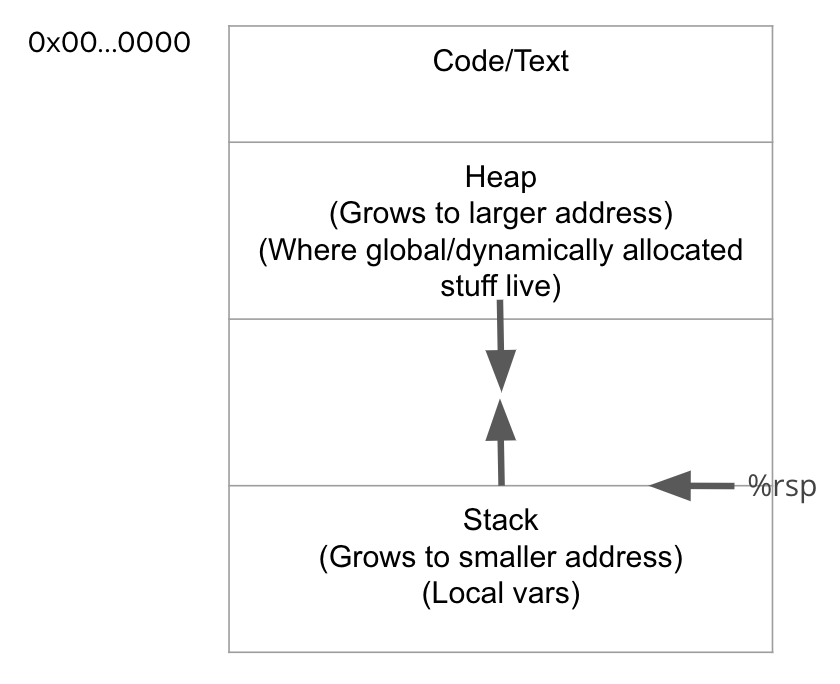 0x00...0000
Code/Text
Heap
(Grows to larger address)
(Where global/dynamically allocated
stuff live)
%rsp
Stack
(Grows to smaller address)
(Local vars)